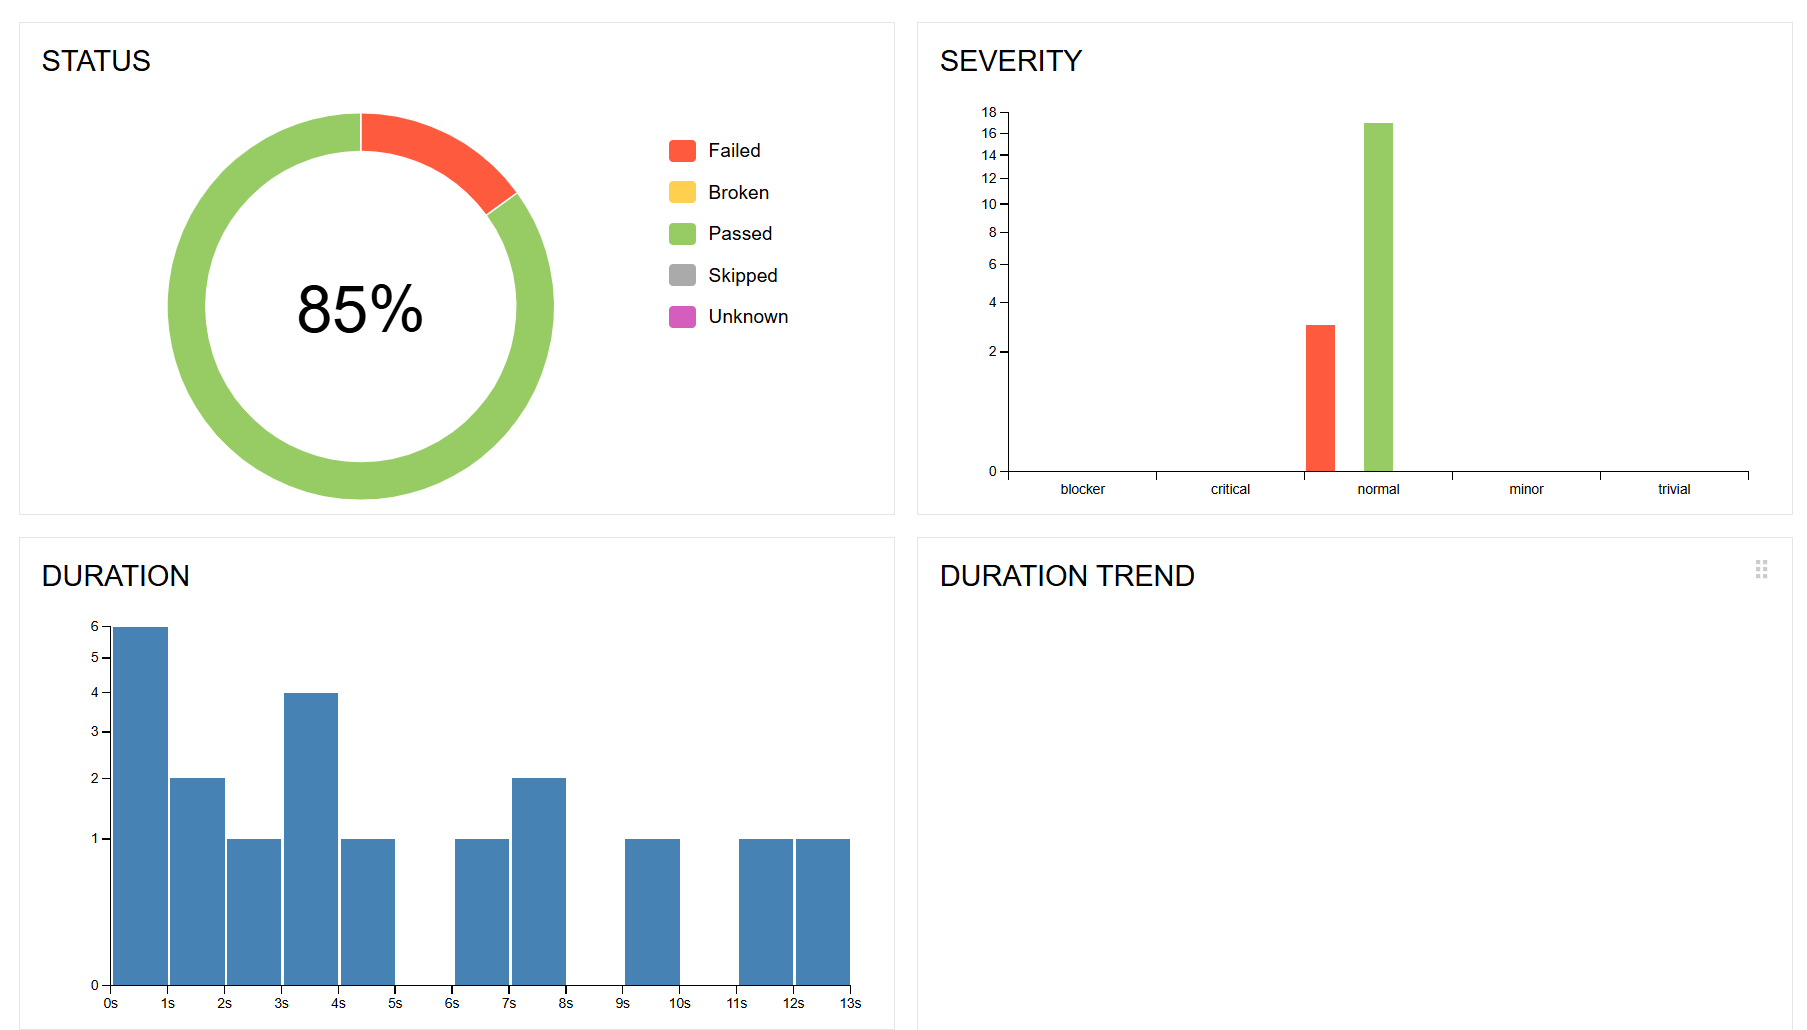 STATUS
85%
Failed
Broken
Passed
Skipped
Unknown
SEVERITY
18
16
14
12
10
8
6
4
2
0
blocker critical normal minor trivial
DURATION
6
5
4
3
2
1
0
0s 1s 2s 3s 4s 5s 6s 7s 8s 9s 10s 11s 12s 13s
DURATION TREND